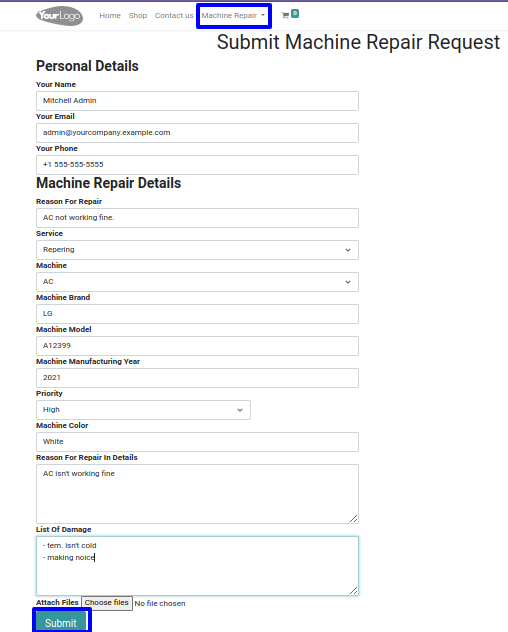 YourLogo
Home Shop Contact us Machine Repair 0
Submit Machine Repair Request
Personal Details
Your Name
Mitchell Admin
Your Email
admin@yourcompany.example.com
Your Phone
+1 555-555-5555
Machine Repair Details
Reason For Repair
AC not working fine.
Service
Repering
Machine
AC
Machine Brand
LG
Machine Model
A12399
Machine Manufacturing Year
2021
Priority
High
Machine Color
White
Reason For Repair In Details
AC isn't working fine
List Of Damage
- tem. isn't cold
- making noice
Attach Files Choose files No file chosen
Submit